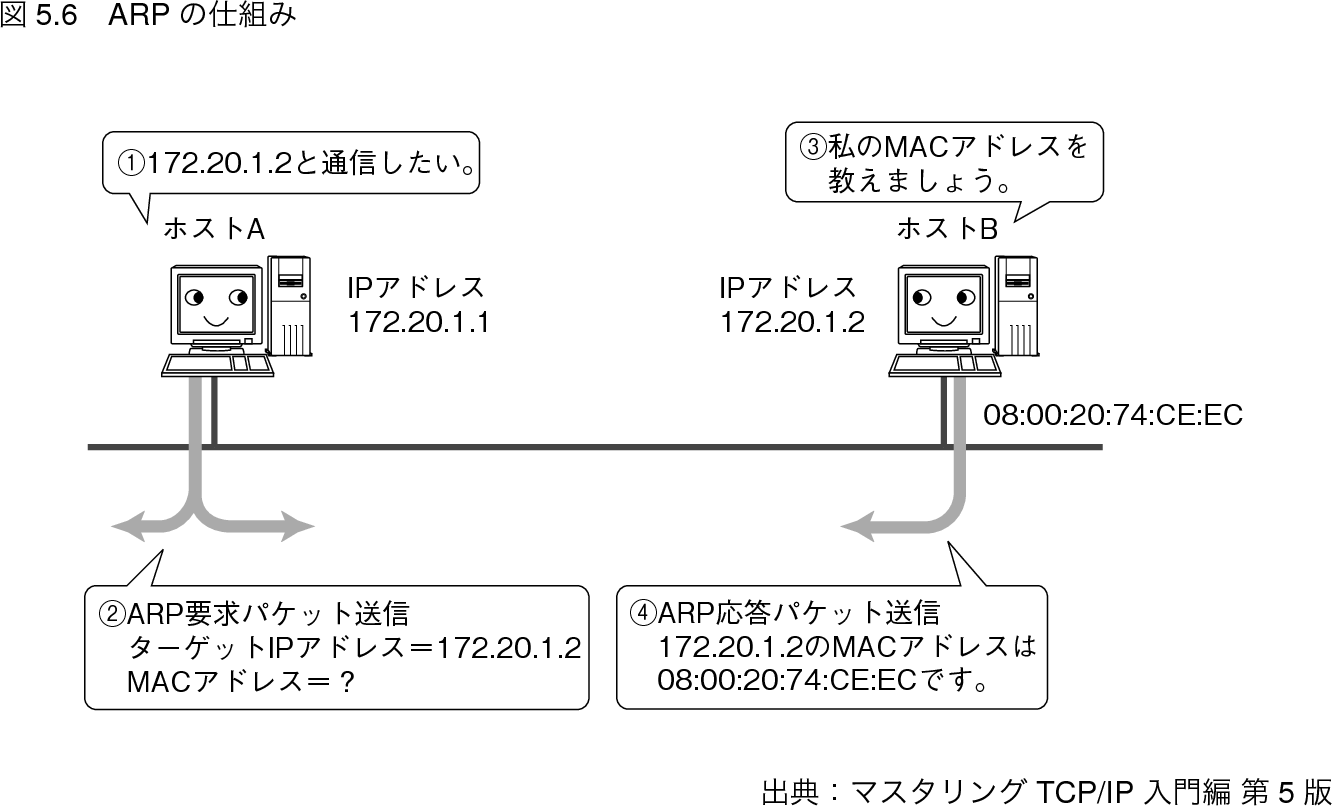 図 5.6　ARP の仕組み
①172.20.1.2と通信したい。
③私のMACアドレスを
教えましょう。
ホストA
ホストB
IPアドレス
172.20.1.1
IPアドレス
172.20.1.2
08:00:20:74:CE:EC
②ARP要求パケット送信
ターゲットIPアドレス＝172.20.1.2
MACアドレス＝？
④ARP応答パケット送信
172.20.1.2のMACアドレスは
08:00:20:74:CE:ECです。
出典：マスタリング TCP/IP 入門編 第 5 版